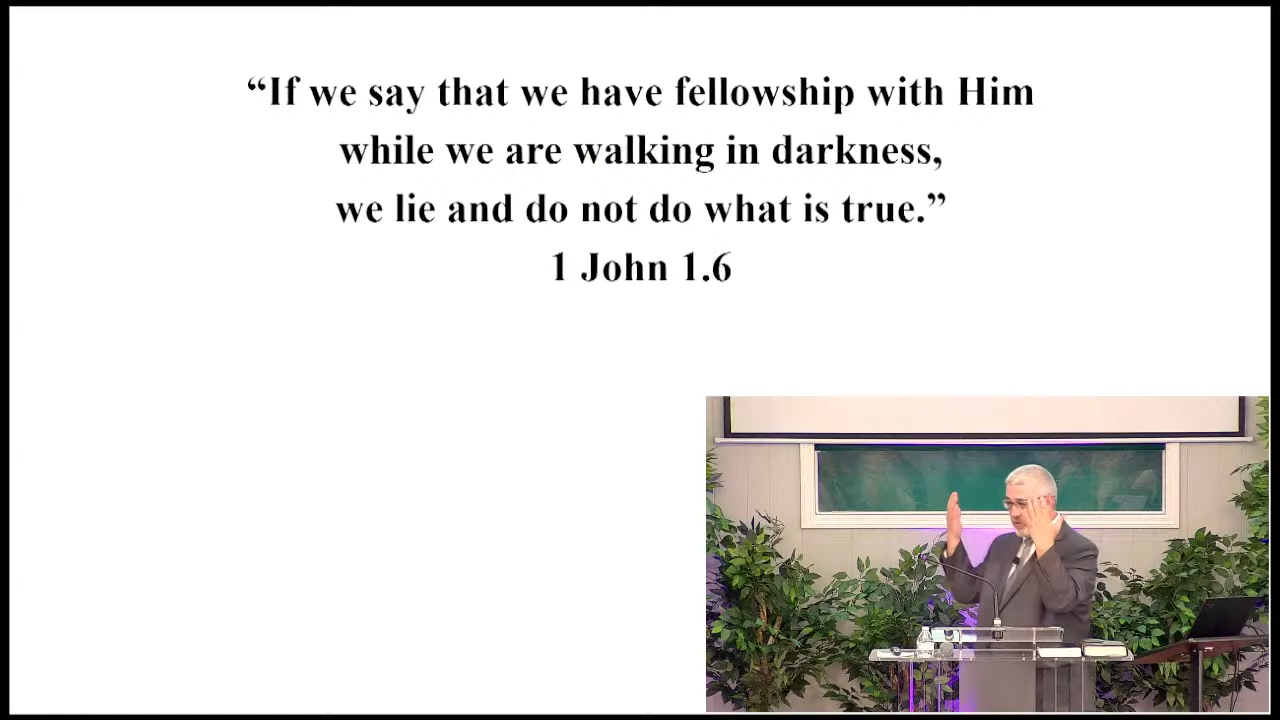 “If we say that we have fellowship with Him
while we are walking in darkness,
we lie and do not do what is true.”
1 John 1.6